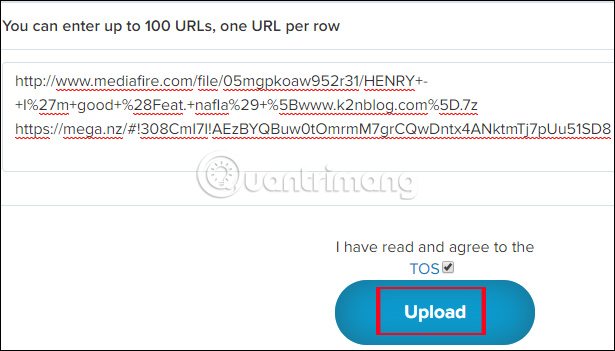 You can enter up to 100 URLs, one URL per row
http://www.mediafire.com/file/05mgpkoaw952r31/HENRY+-
+I%27m+good+%28Feat.+nafla%29+%5Bwww.k2nblog.com%5D.7z
https://mega.nz/#!308CmI7I!AEzBYQBuw0tOmrmM7grCQwDntx4ANktmTj7pUu51SD8
Quantrimang
I have read and agree to the
TOS
Upload